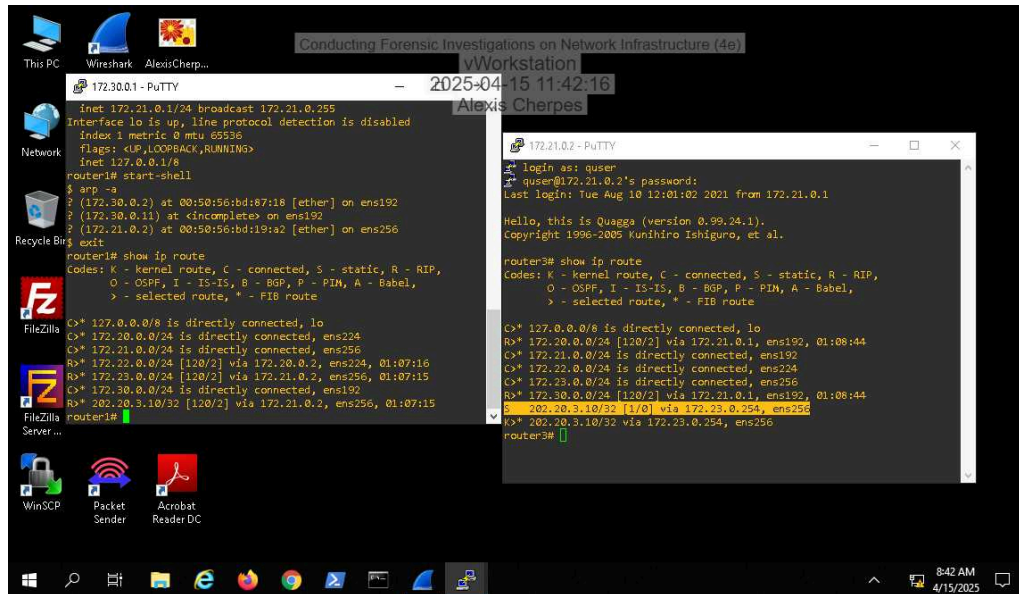 Conducting Forensic Investigations on Network Infrastructure (4e)
vWorkstation
2025-04-15 11:42:16
Alexis Cherpes
This PC
Wireshark
AlexisCherp...
Network
Recycle Bin
FileZilla
FileZilla
Server ...
WinSCP
Packet
Sender
Acrobat
Reader DC
172.30.0.1 - PuTTY
inet 172.21.0.1/24 broadcast 172.21.0.255
Interface lo is up, line protocol detection is disabled
index 1 metric 0 mtu 65536
flags: <UP,LOOPBACK,RUNNING>
inet 127.0.0.1/8
router1# start-shell
$ arp -a
? (172.30.0.2) at 00:50:56:bd:87:18 [ether] on ens192
? (172.30.0.11) at <incomplete> on ens192
? (172.21.0.2) at 00:50:56:bd:19:a2 [ether] on ens256
$ exit
router1# show ip route
Codes: K - kernel route, C - connected, S - static, R - RIP,
O - OSPF, I - IS-IS, B - BGP, P - PIM, A - Babel,
> - selected route, * - FIB route
C>* 127.0.0.0/8 is directly connected, lo
C>* 172.20.0.0/24 is directly connected, ens224
C>* 172.21.0.0/24 is directly connected, ens256
R>* 172.22.0.0/24 [120/2] via 172.20.0.2, ens224, 01:07:16
R>* 172.23.0.0/24 [120/2] via 172.21.0.2, ens256, 01:07:15
C>* 172.30.0.0/24 is directly connected, ens192
R>* 202.20.3.10/32 [120/2] via 172.21.0.2, ens256, 01:07:15
router1#
172.21.0.2 - PuTTY
login as: quser
quser@172.21.0.2's password:
Last login: Tue Aug 10 12:01:02 2021 from 172.21.0.1
Hello, this is Quagga (version 0.99.24.1).
Copyright 1996-2005 Kunihiro Ishiguro, et al.
router3# show ip route
Codes: K - kernel route, C - connected, S - static, R - RIP,
O - OSPF, I - IS-IS, B - BGP, P - PIM, A - Babel,
> - selected route, * - FIB route
C>* 127.0.0.0/8 is directly connected, lo
R>* 172.20.0.0/24 [120/2] via 172.21.0.1, ens192, 01:08:44
C>* 172.21.0.0/24 is directly connected, ens192
C>* 172.22.0.0/24 is directly connected, ens224
C>* 172.23.0.0/24 is directly connected, ens256
R>* 172.30.0.0/24 [120/2] via 172.21.0.1, ens192, 01:08:44
S 202.20.3.10/32 [1/0] via 172.23.0.254, ens256
K>* 202.20.3.10/32 via 172.23.0.254, ens256
router3#
8:42 AM
4/15/2025